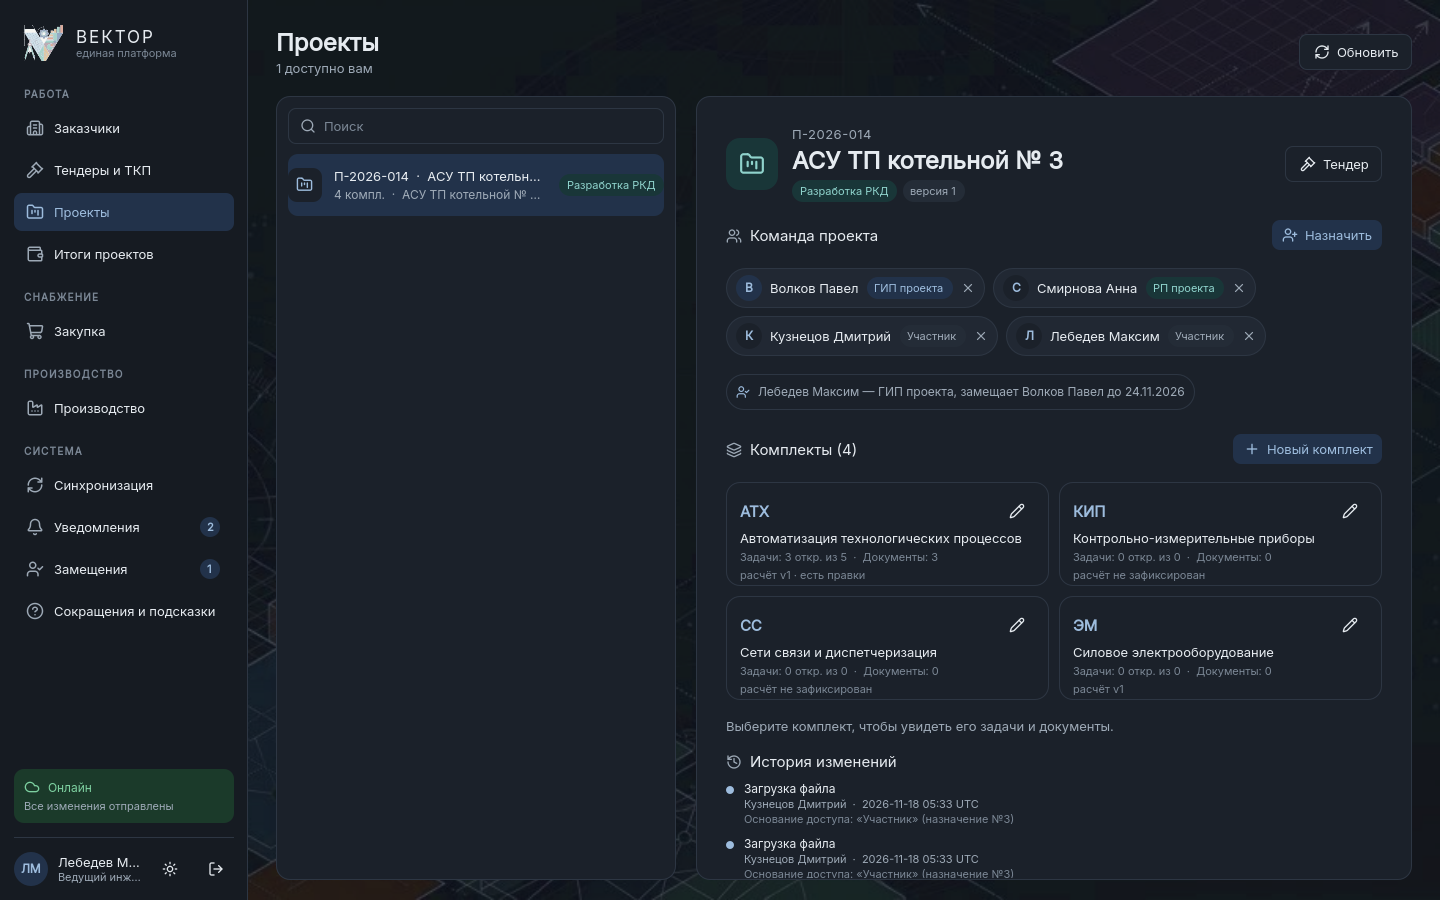 ВЕКТОР
единая платформа
РАБОТА
Заказчики
Тендеры и ТКП
Проекты
Итоги проектов
СНАБЖЕНИЕ
Закупка
ПРОИЗВОДСТВО
Производство
СИСТЕМА
Синхронизация
Уведомления 2
Замещения 1
Сокращения и подсказки
Онлайн
Все изменения отправлены
ЛМ
Лебедев М...
Ведущий инж...
Проекты
1 доступно вам
Обновить
Поиск
П-2026-014 · АСУ ТП котельн...
4 компл. · АСУ ТП котельной № ...
Разработка РКД
П-2026-014
АСУ ТП котельной № 3
Разработка РКД версия 1
Тендер
Команда проекта
Назначить
В Волков Павел ГИП проекта
С Смирнова Анна РП проекта
К Кузнецов Дмитрий Участник
Л Лебедев Максим Участник
Лебедев Максим — ГИП проекта, замещает Волков Павел до 24.11.2026
Комплекты (4)
Новый комплект
АТХ
Автоматизация технологических процессов
Задачи: 3 откр. из 5 · Документы: 3
расчёт v1 · есть правки
КИП
Контрольно-измерительные приборы
Задачи: 0 откр. из 0 · Документы: 0
расчёт не зафиксирован
СС
Сети связи и диспетчеризация
Задачи: 0 откр. из 0 · Документы: 0
расчёт не зафиксирован
ЭМ
Силовое электрооборудование
Задачи: 0 откр. из 0 · Документы: 0
расчёт v1
Выберите комплект, чтобы увидеть его задачи и документы.
История изменений
Загрузка файла
Кузнецов Дмитрий · 2026-11-18 05:33 UTC
Основание доступа: «Участник» (назначение №3)
Загрузка файла
Кузнецов Дмитрий · 2026-11-18 05:33 UTC
Основание доступа: «Участник» (назначение №3)